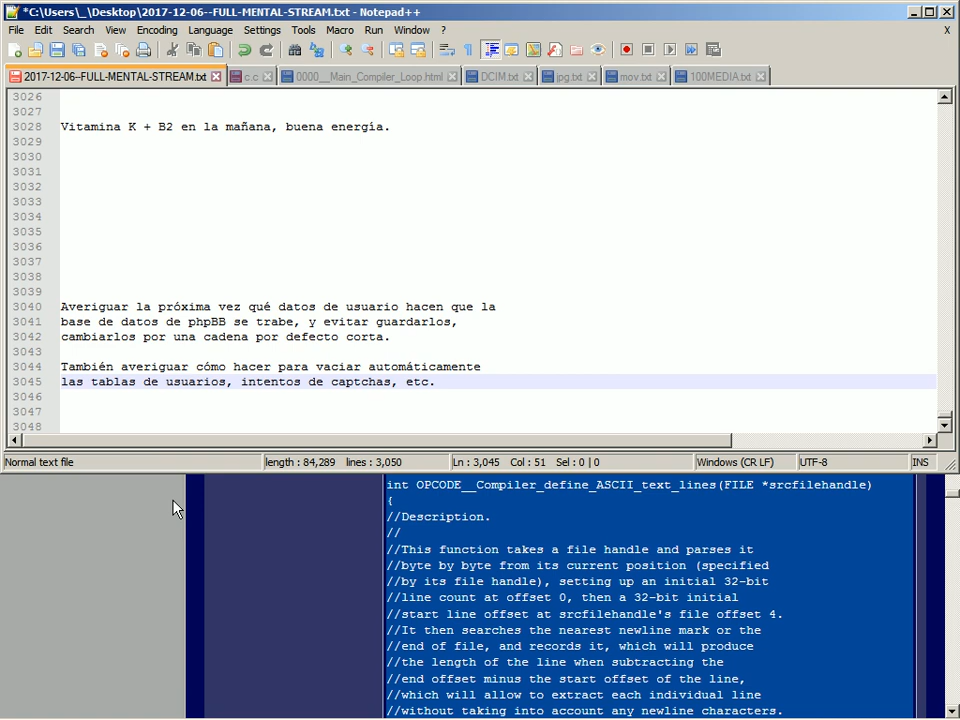 *C:\Users\_\Desktop\2017-12-06--FULL-MENTAL-STREAM.txt - Notepad++
File Edit Search View Encoding Language Settings Tools Macro Run Window ? X
2017-12-06--FULL-MENTAL-STREAM.txt c.c 0000__Main_Compiler_Loop.html DCIM.txt jpg.txt mov.txt 100MEDIA.txt
3026
3027
3028 Vitamina K + B2 en la mañana, buena energía.
3029
3030
3031
3032
3033
3034
3035
3036
3037
3038
3039
3040 Averiguar la próxima vez qué datos de usuario hacen que la
3041 base de datos de phpBB se trabe, y evitar guardarlos,
3042 cambiarlos por una cadena por defecto corta.
3043
3044 También averiguar cómo hacer para vaciar automáticamente
3045 las tablas de usuarios, intentos de captchas, etc.
3046
3047
3048
Normal text file length : 84,289 lines : 3,050 Ln : 3,045 Col : 51 Sel : 0 | 0 Windows (CR LF) UTF-8 INS
int OPCODE__Compiler_define_ASCII_text_lines(FILE *srcfilehandle)
{
//Description.
//
//This function takes a file handle and parses it
//byte by byte from its current position (specified
//by its file handle), setting up an initial 32-bit
//line count at offset 0, then a 32-bit initial
//start line offset at srcfilehandle's file offset 4.
//It then searches the nearest newline mark or the
//end of file, and records it, which will produce
//the length of the line when subtracting the
//end offset minus the start offset of the line,
//which will allow to extract each individual line
//without taking into account any newline characters.